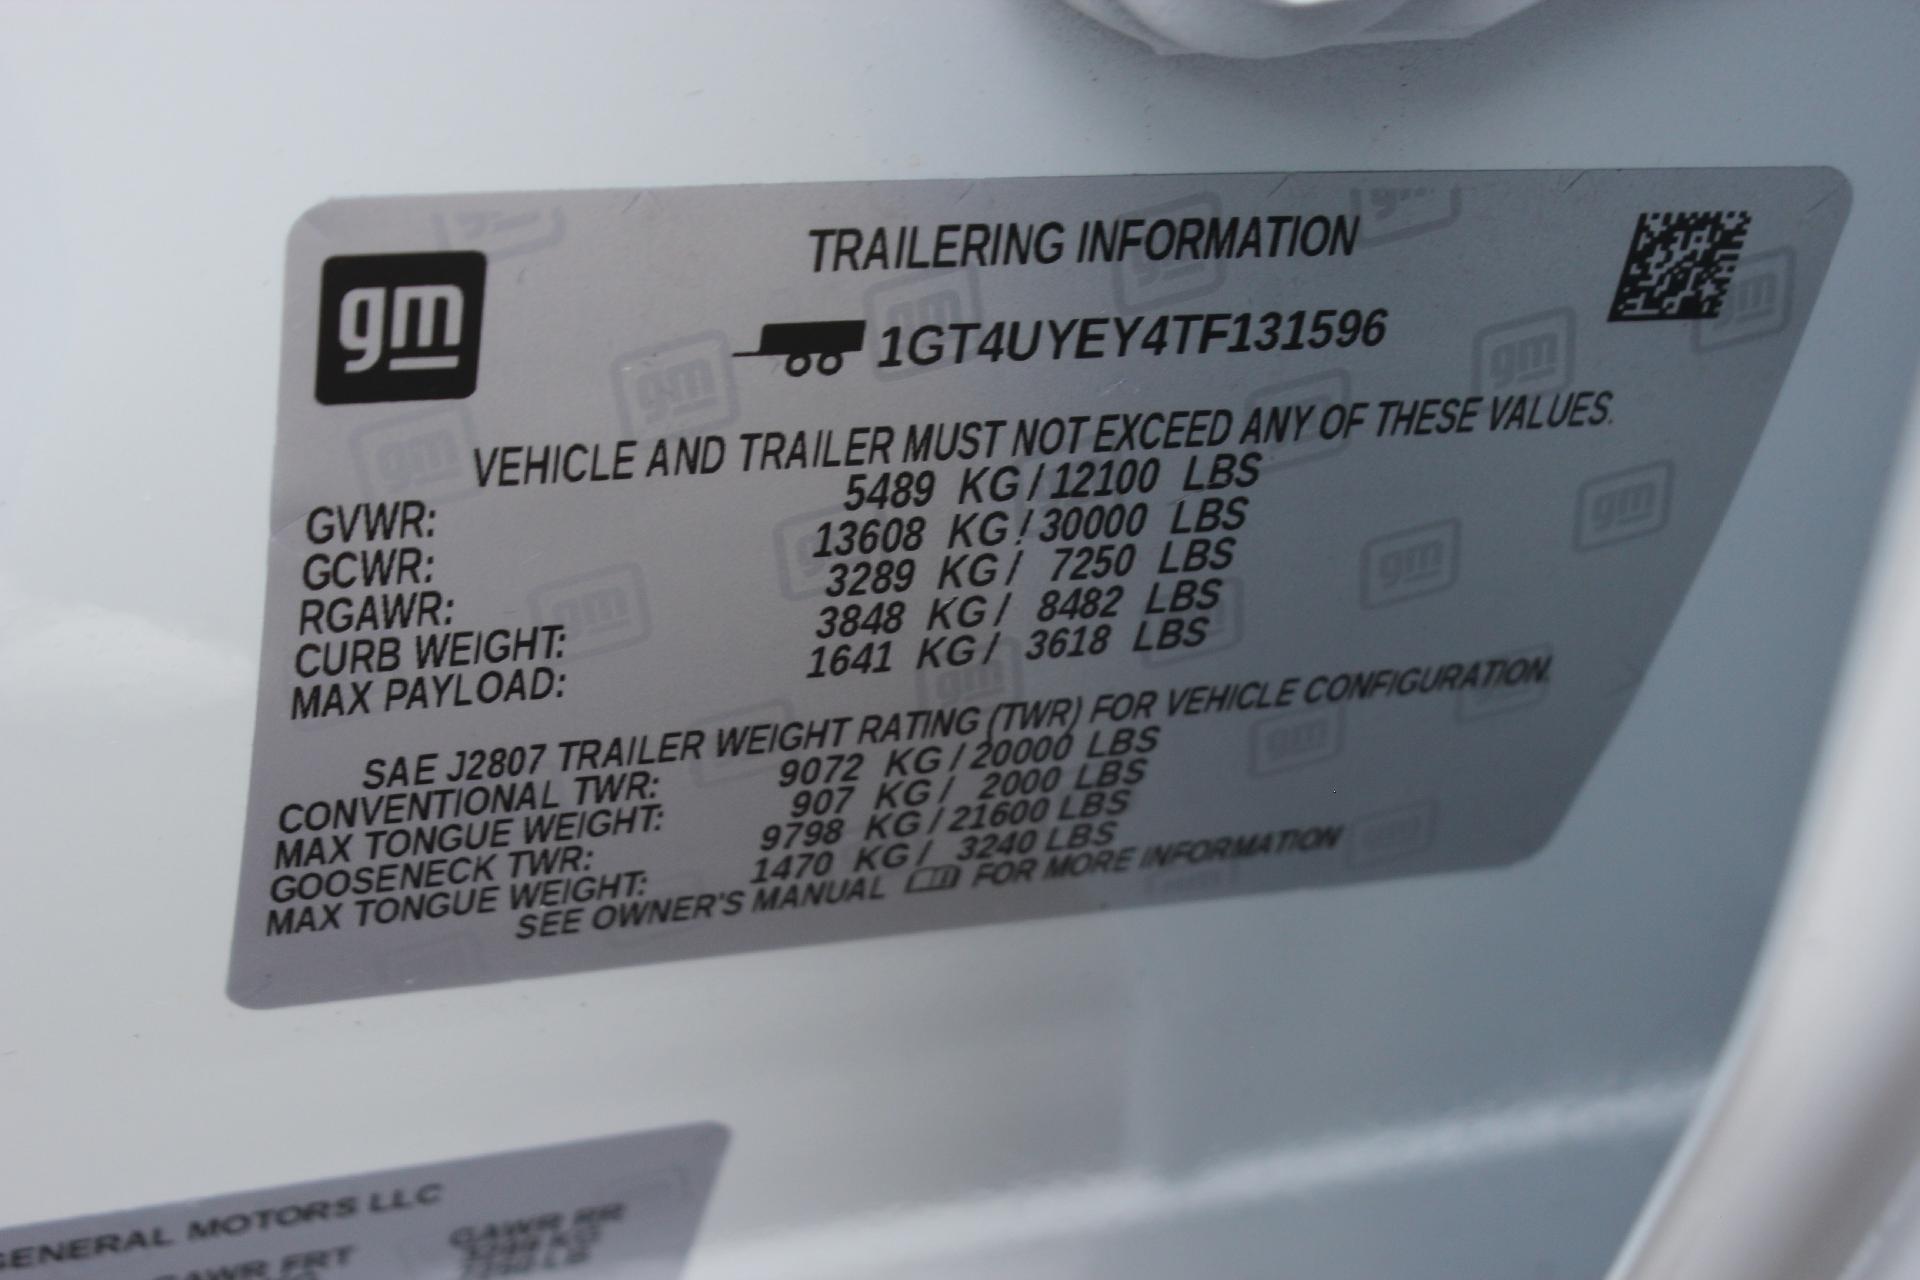 gm
TRAILERING INFORMATION
1GT4UYEY4TF131596
VEHICLE AND TRAILER MUST NOT EXCEED ANY OF THESE VALUES.
GVWR: 5489 KG / 12100 LBS
GCWR: 13608 KG / 30000 LBS
RGAWR: 3289 KG / 7250 LBS
CURB WEIGHT: 3848 KG / 8482 LBS
MAX PAYLOAD: 1641 KG / 3618 LBS
SAE J2807 TRAILER WEIGHT RATING (TWR) FOR VEHICLE CONFIGURATION.
CONVENTIONAL TWR: 9072 KG / 20000 LBS
MAX TONGUE WEIGHT: 907 KG / 2000 LBS
GOOSENECK TWR: 9798 KG / 21600 LBS
MAX TONGUE WEIGHT: 1470 KG / 3240 LBS
SEE OWNER'S MANUAL FOR MORE INFORMATION
GENERAL MOTORS LLC
GAWR FRT GAWR RR